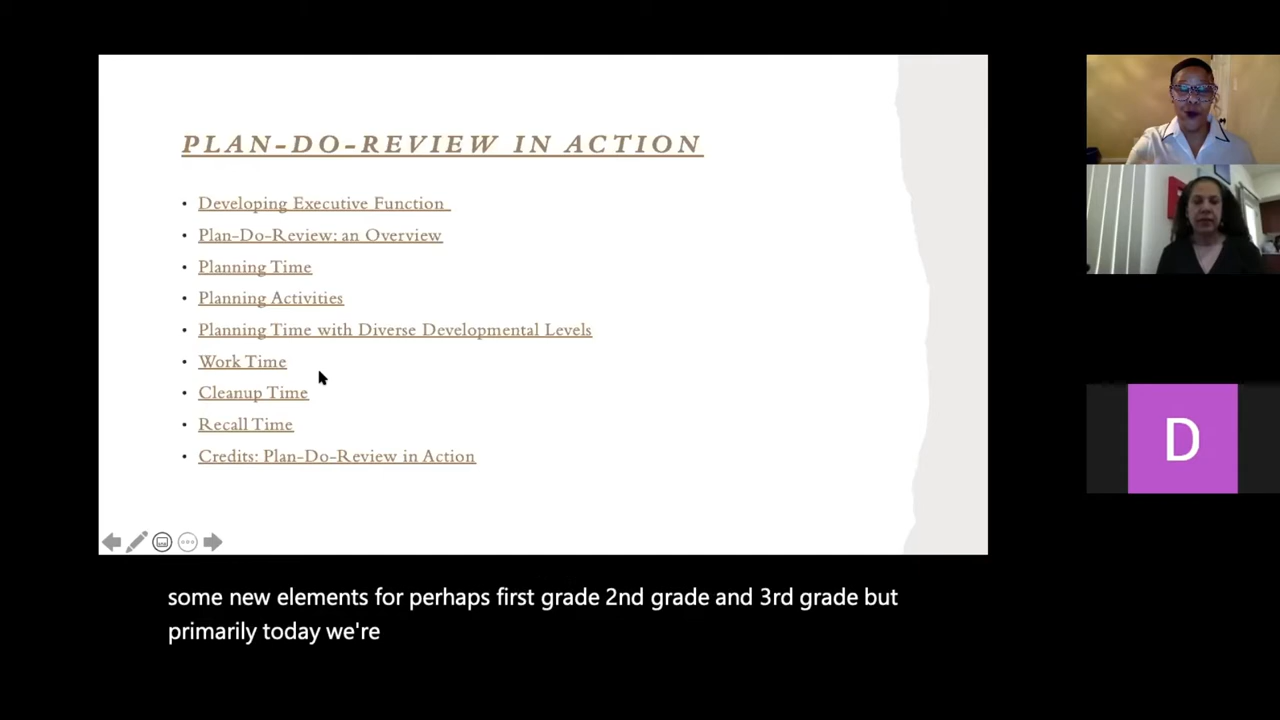 PLAN-DO-REVIEW IN ACTION
• Developing Executive Function
• Plan-Do-Review: an Overview
• Planning Time
• Planning Activities
• Planning Time with Diverse Developmental Levels
• Work Time
• Cleanup Time
• Recall Time
• Credits: Plan-Do-Review in Action
D
some new elements for perhaps first grade 2nd grade and 3rd grade but
primarily today we're